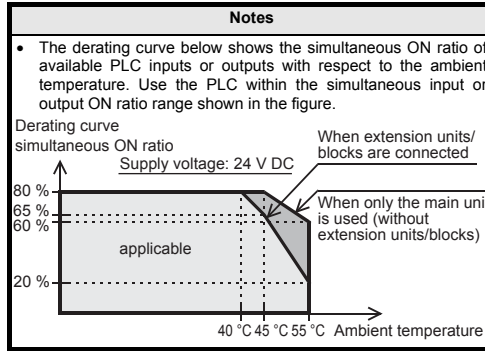 Notes
• The derating curve below shows the simultaneous ON ratio of
available PLC inputs or outputs with respect to the ambient
temperature. Use the PLC within the simultaneous input or
output ON ratio range shown in the figure.
Derating curve
simultaneous ON ratio
Supply voltage: 24 V DC
When extension units/
blocks are connected
80 %
65 %
60 %
When only the main uni
is used (without
extension units/blocks)
applicable
20 %
40 °C 45 °C 55 °C Ambient temperature